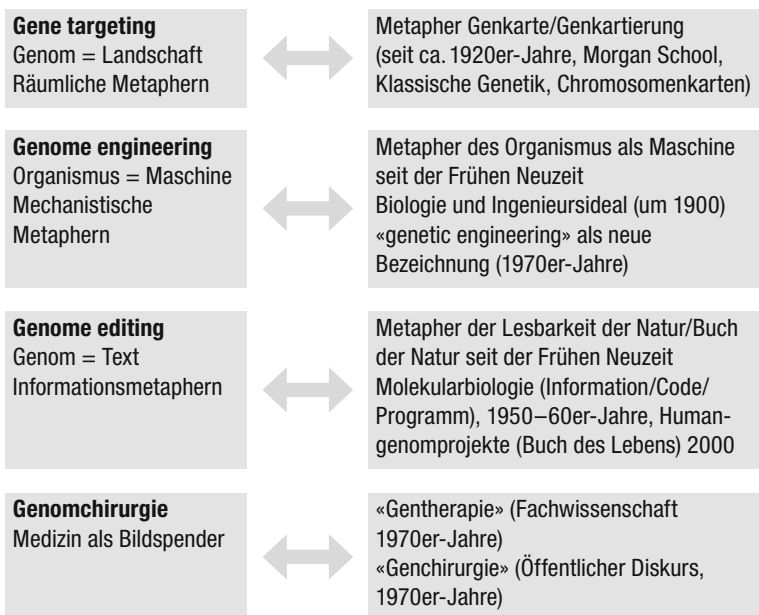 Gene targeting
Genom = Landschaft
Räumliche Metaphern
Metapher Genkarte/Genkartierung
(seit ca. 1920er-Jahre, Morgan School,
Klassische Genetik, Chromosomenkarten)
Genome engineering
Organismus = Maschine
Mechanistische
Metaphern
Metapher des Organismus als Maschine
seit der Frühen Neuzeit
Biologie und Ingenieursideal (um 1900)
«genetic engineering» als neue
Bezeichnung (1970er-Jahre)
Genome editing
Genom = Text
Informationsmetaphern
Metapher der Lesbarkeit der Natur/Buch
der Natur seit der Frühen Neuzeit
Molekularbiologie (Information/Code/
Programm), 1950–60er-Jahre, Human-
genomprojekte (Buch des Lebens) 2000
Genomchirurgie
Medizin als Bildspender
«Gentherapie» (Fachwissenschaft
1970er-Jahre)
«Genchirurgie» (Öffentlicher Diskurs,
1970er-Jahre)